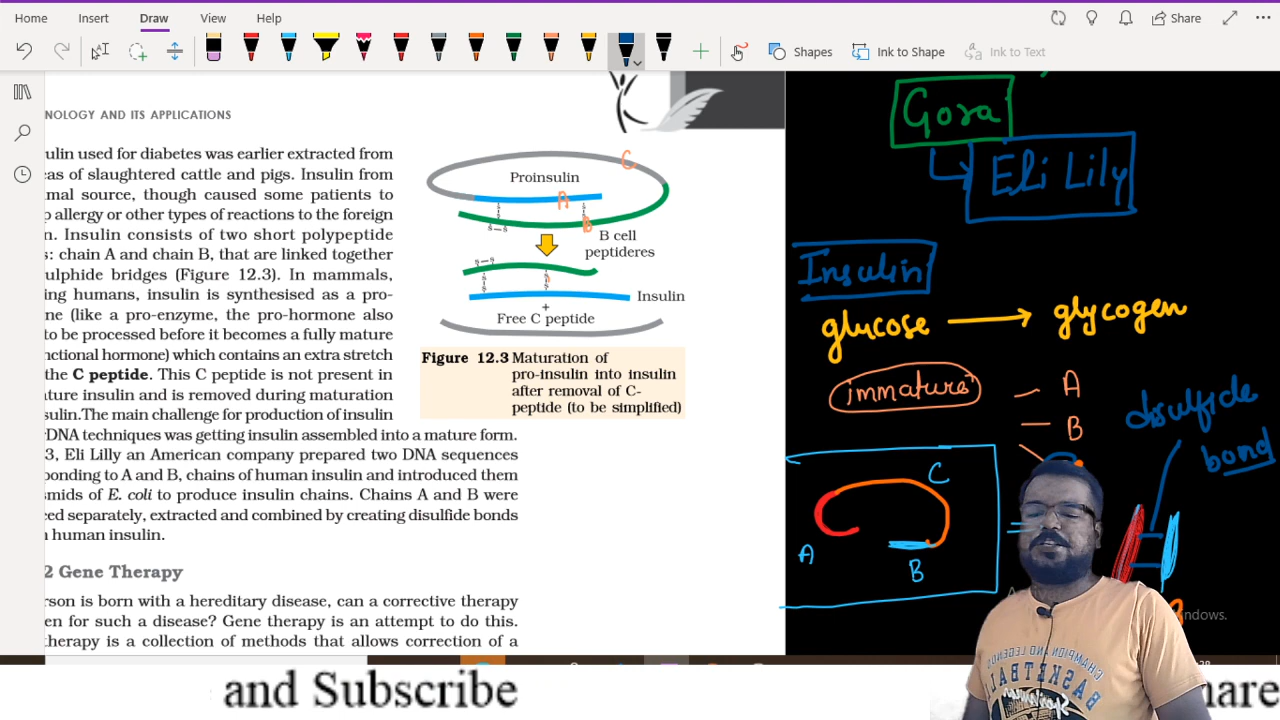 Home Insert Draw View Help
Share
Shapes Ink to Shape Ink to Text
NOLOGY AND ITS APPLICATIONS
ulin used for diabetes was earlier extracted from
eas of slaughtered cattle and pigs. Insulin from
mal source, though caused some patients to
p allergy or other types of reactions to the foreign
n. Insulin consists of two short polypeptide
s: chain A and chain B, that are linked together
ulphide bridges (Figure 12.3). In mammals,
ing humans, insulin is synthesised as a pro-
ne (like a pro-enzyme, the pro-hormone also
to be processed before it becomes a fully mature
nctional hormone) which contains an extra stretch
the C peptide. This C peptide is not present in
ature insulin and is removed during maturation
sulin.The main challenge for production of insulin
rDNA techniques was getting insulin assembled into a mature form.
3, Eli Lilly an American company prepared two DNA sequences
ponding to A and B, chains of human insulin and introduced them
smids of E. coli to produce insulin chains. Chains A and B were
ced separately, extracted and combined by creating disulfide bonds
n human insulin.
2 Gene Therapy
rson is born with a hereditary disease, can a corrective therapy
en for such a disease? Gene therapy is an attempt to do this.
therapy is a collection of methods that allows correction of a
C
Proinsulin
A
B
s-s
B cell
peptideres
s-s
Insulin
+
Free C peptide
Figure 12.3 Maturation of
pro-insulin into insulin
after removal of C-
peptide (to be simplified)
Gora
Eli Lily
Insulin
glucose → glycogen
immature
A
B
disulfide
bond
C
A
B
ndows.
CHAMPION AND LEGEND
and Subscribe
hare